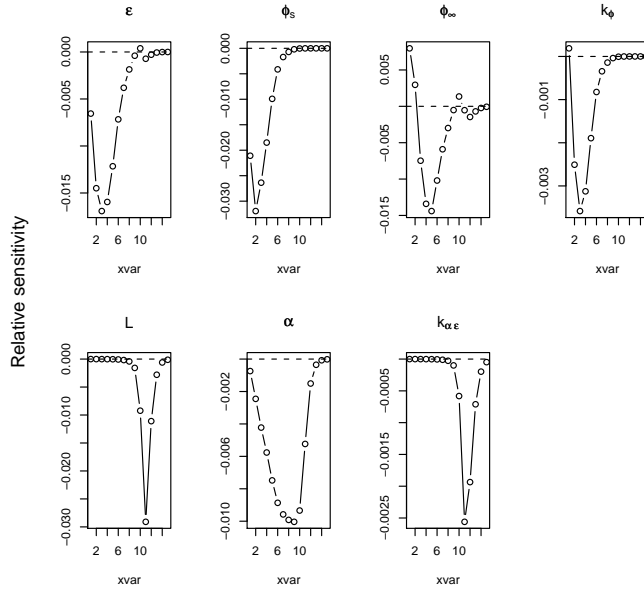 ε ϕs ϕ∞ kϕ
0.000 −0.005 −0.015
0.000 −0.010 −0.020 −0.030
0.005 −0.005 −0.015
−0.001 −0.003
2 6 10 2 6 10 2 6 10 2 6 10
xvar xvar xvar xvar
Relative sensitivity
L α kαε
0.000 −0.010 −0.020 −0.030
−0.002 −0.006 −0.010
−0.0005 −0.0015 −0.0025
2 6 10 2 6 10 2 6 10
xvar xvar xvar